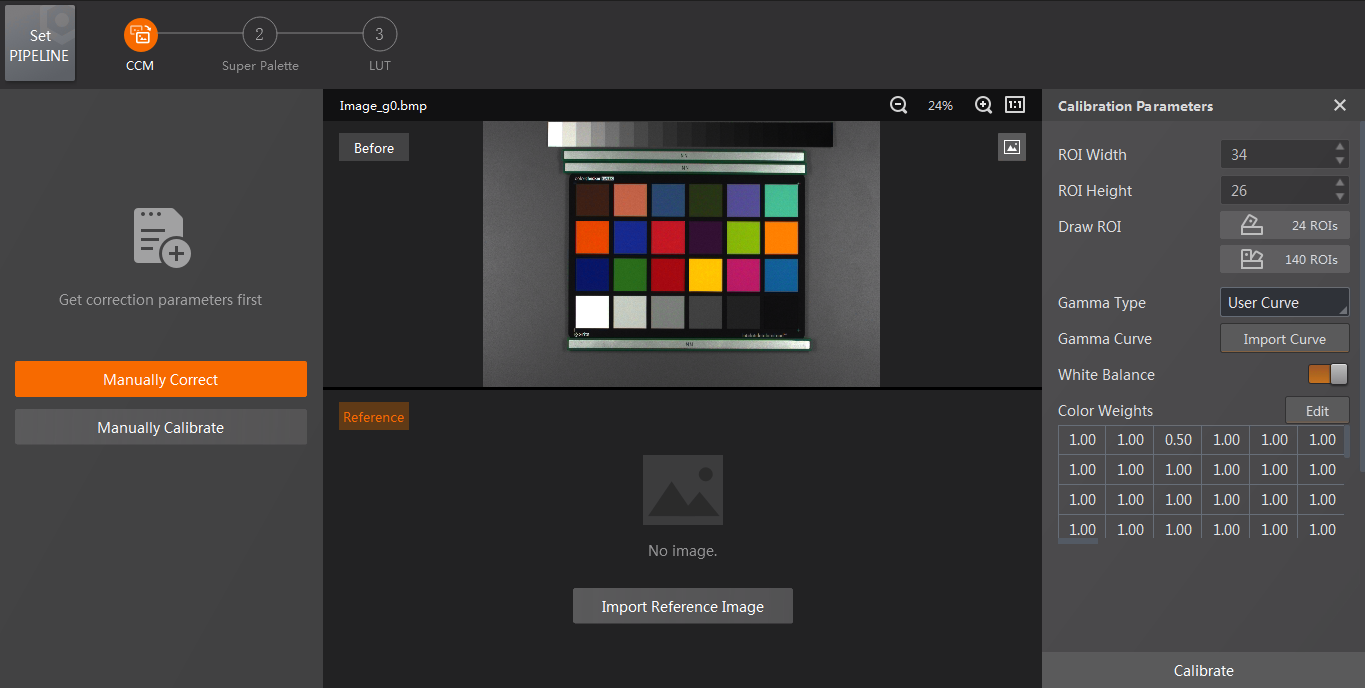 Set
PIPELINE
2
3
CCM
Super Palette
LUT
Image_g0.bmp
24%
1:1
Calibration Parameters
Before
ROI Width
34
ROI Height
26
Draw ROI
24 ROIs
140 ROIs
Get correction parameters first
Gamma Type
User Curve
Gamma Curve
Import Curve
Manually Correct
White Balance
Manually Calibrate
Reference
Color Weights
Edit
1.00 1.00 0.50 1.00 1.00 1.00
1.00 1.00 1.00 1.00 1.00 1.00
1.00 1.00 1.00 1.00 1.00 1.00
1.00 1.00 1.00 1.00 1.00 1.00
No image.
Import Reference Image
Calibrate